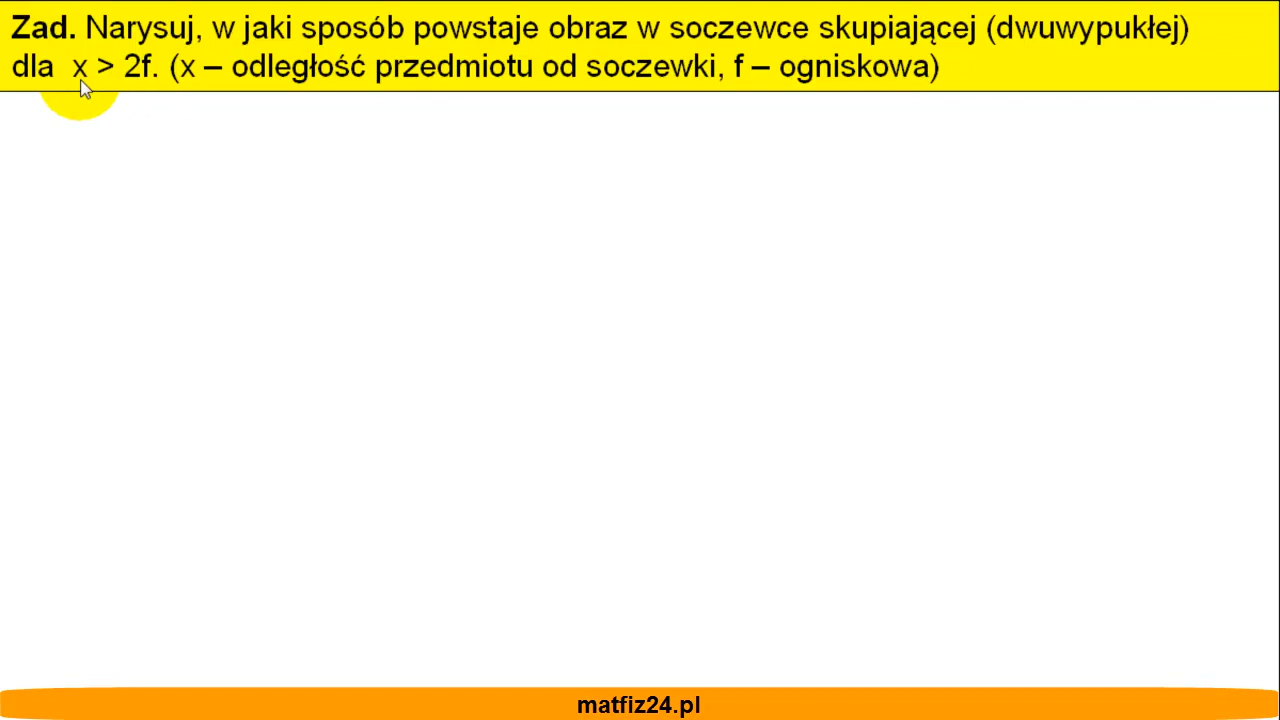 Zad. Narysuj, w jaki sposób powstaje obraz w soczewce skupiającej (dwuwypukłej)
dla x > 2f. (x – odległość przedmiotu od soczewki, f – ogniskowa)
matfiz24.pl